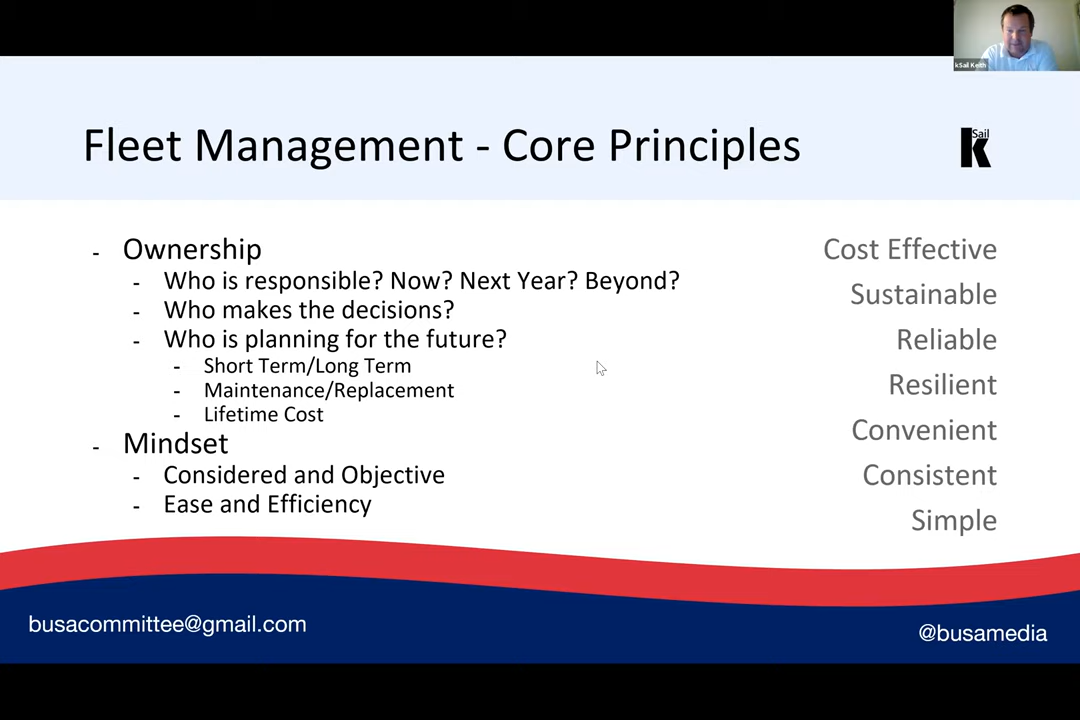 kSail Keith
Fleet Management - Core Principles
Sail
k
- Ownership
- Who is responsible? Now? Next Year? Beyond?
- Who makes the decisions?
- Who is planning for the future?
- Short Term/Long Term
- Maintenance/Replacement
- Lifetime Cost
- Mindset
- Considered and Objective
- Ease and Efficiency
Cost Effective
Sustainable
Reliable
Resilient
Convenient
Consistent
Simple
busacommittee@gmail.com
@busamedia